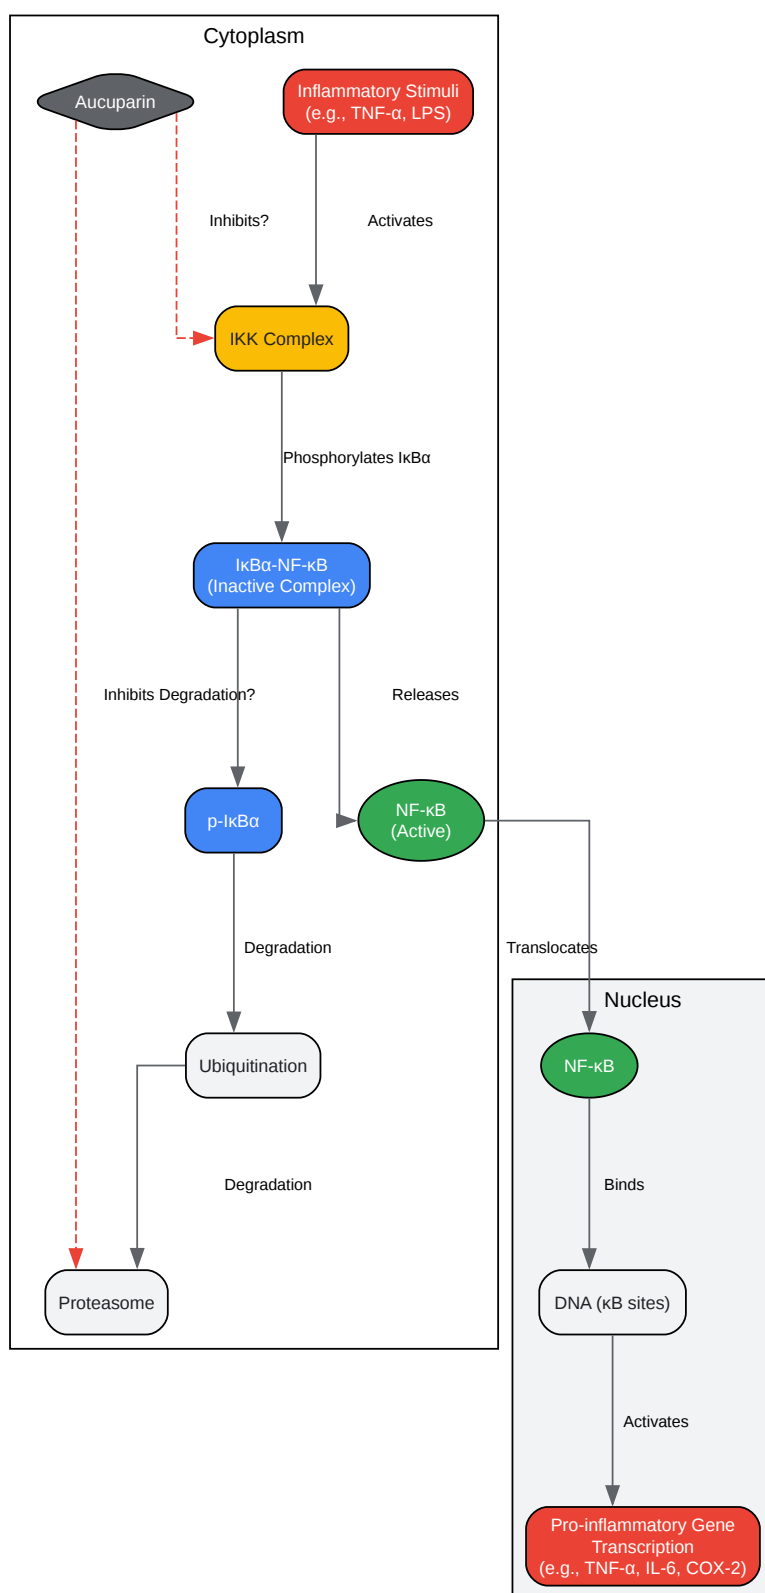 Cytoplasm
Aucuparin
Inflammatory Stimuli
(e.g., TNF-α, LPS)
Inhibits?
Activates
IKK Complex
Phosphorylates IκBα
IκBα-NF-κB
(Inactive Complex)
Inhibits Degradation?
Releases
p-IκBα
NF-κB
(Active)
Degradation
Translocates
Nucleus
Ubiquitination
NF-κB
Degradation
Binds
Proteasome
DNA (κB sites)
Activates
Pro-inflammatory Gene
Transcription
(e.g., TNF-α, IL-6, COX-2)